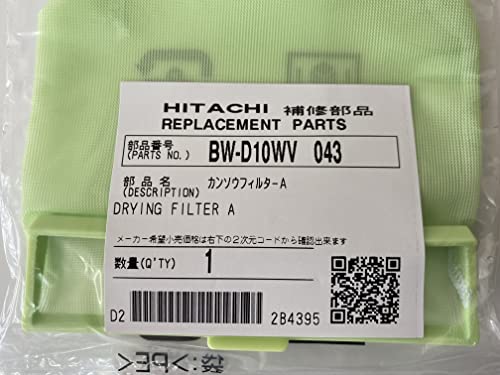 HITACHI 補修部品
REPLACEMENT PARTS
部品番号
(PARTS NO.) BW-D10WV 043
部品名 カンソウフィルターA
(DESCRIPTION)
DRYING FILTER A
メーカー希望小売価格は右下の2次元コードから確認出来ます
数量(Q'TY) 1
D2 2B4395
袋:>PE<